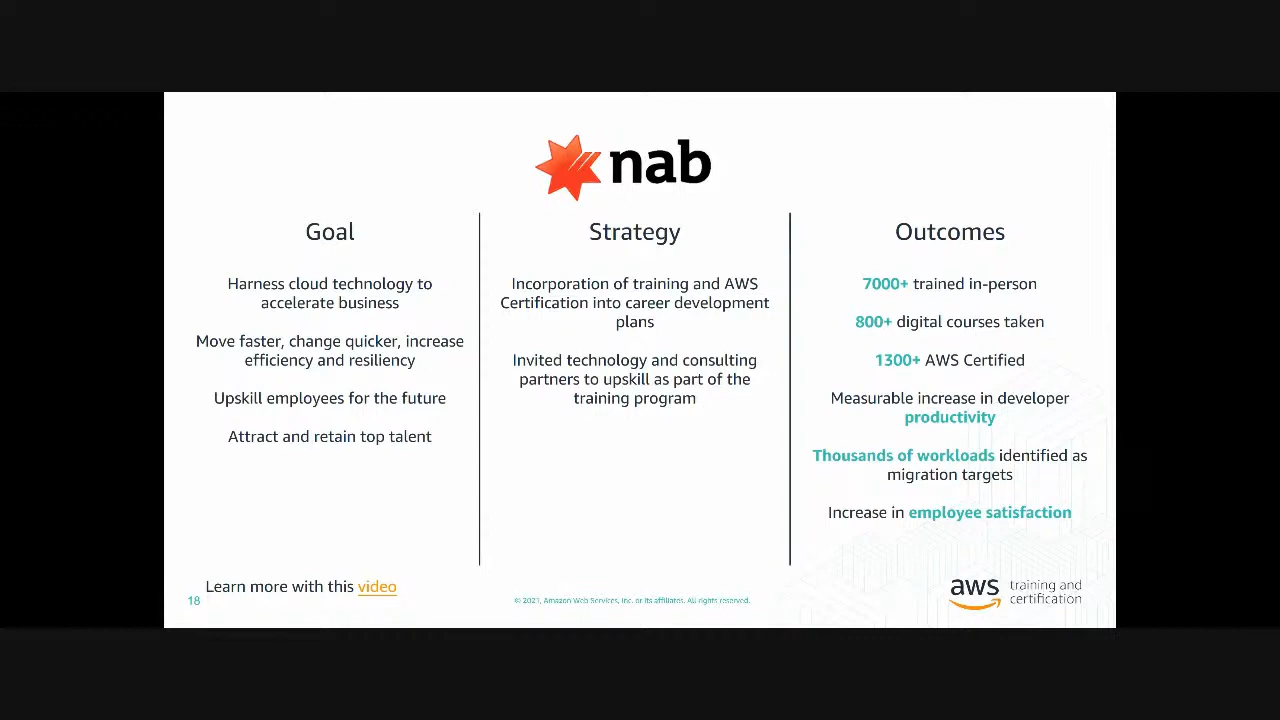 nab
Goal
Harness cloud technology to
accelerate business
Move faster, change quicker, increase
efficiency and resiliency
Upskill employees for the future
Attract and retain top talent
Strategy
Incorporation of training and AWS
Certification into career development
plans
Invited technology and consulting
partners to upskill as part of the
training program
Outcomes
7000+ trained in-person
800+ digital courses taken
1300+ AWS Certified
Measurable increase in developer
productivity
Thousands of workloads identified as
migration targets
Increase in employee satisfaction
Learn more with this video
18
© 2021, Amazon Web Services, Inc. or its affiliates. All rights reserved.
aws training and
certification